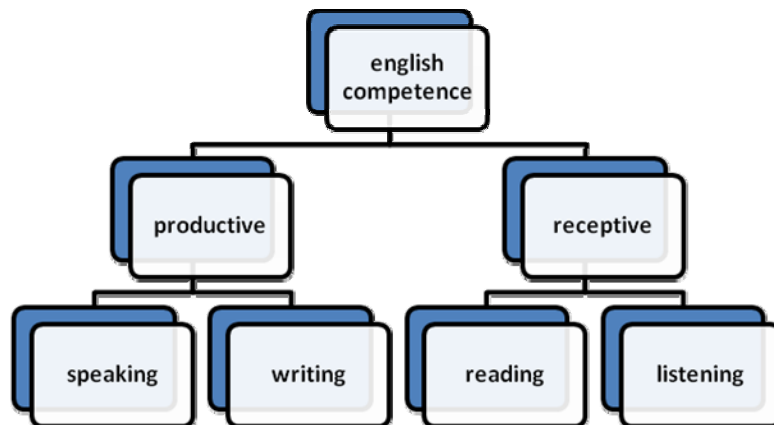 english
competence
productive
receptive
speaking
writing
reading
listening